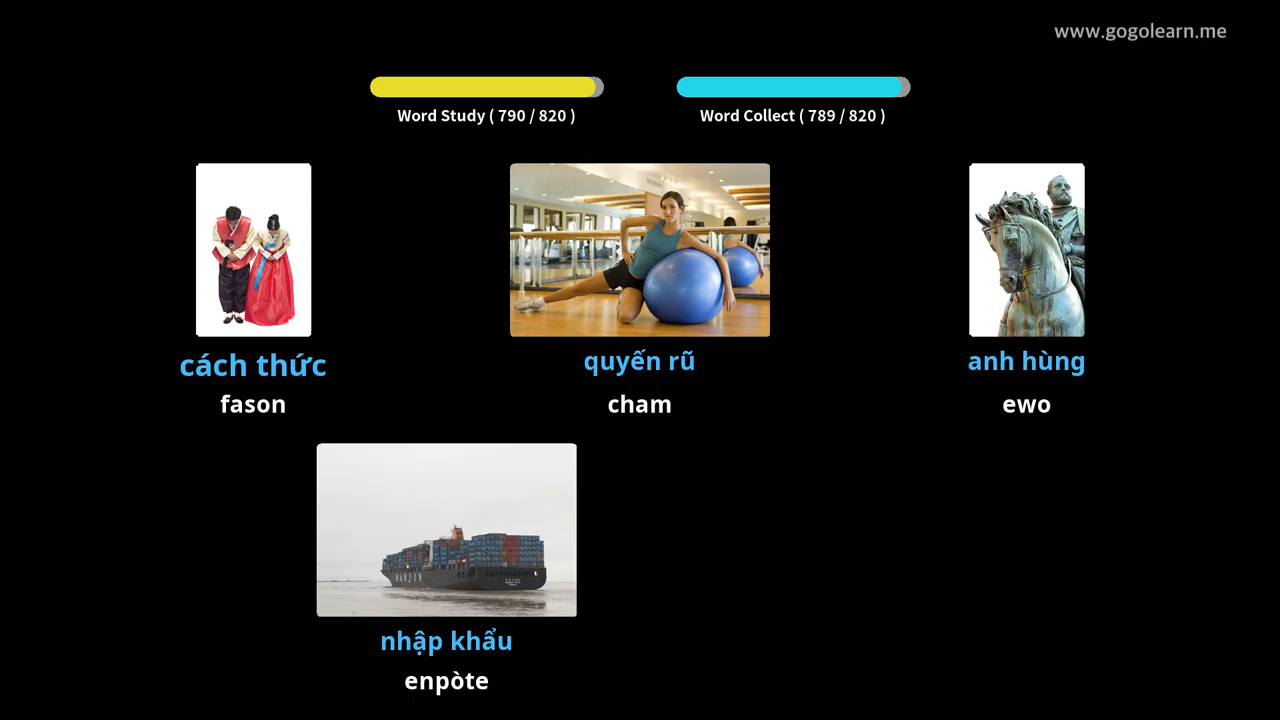 www.gogolearn.me
Word Study ( 790 / 820 )
Word Collect ( 789 / 820 )
cách thức
fason
quyến rũ
cham
anh hùng
ewo
HANJIN
nhập khẩu
enpòte